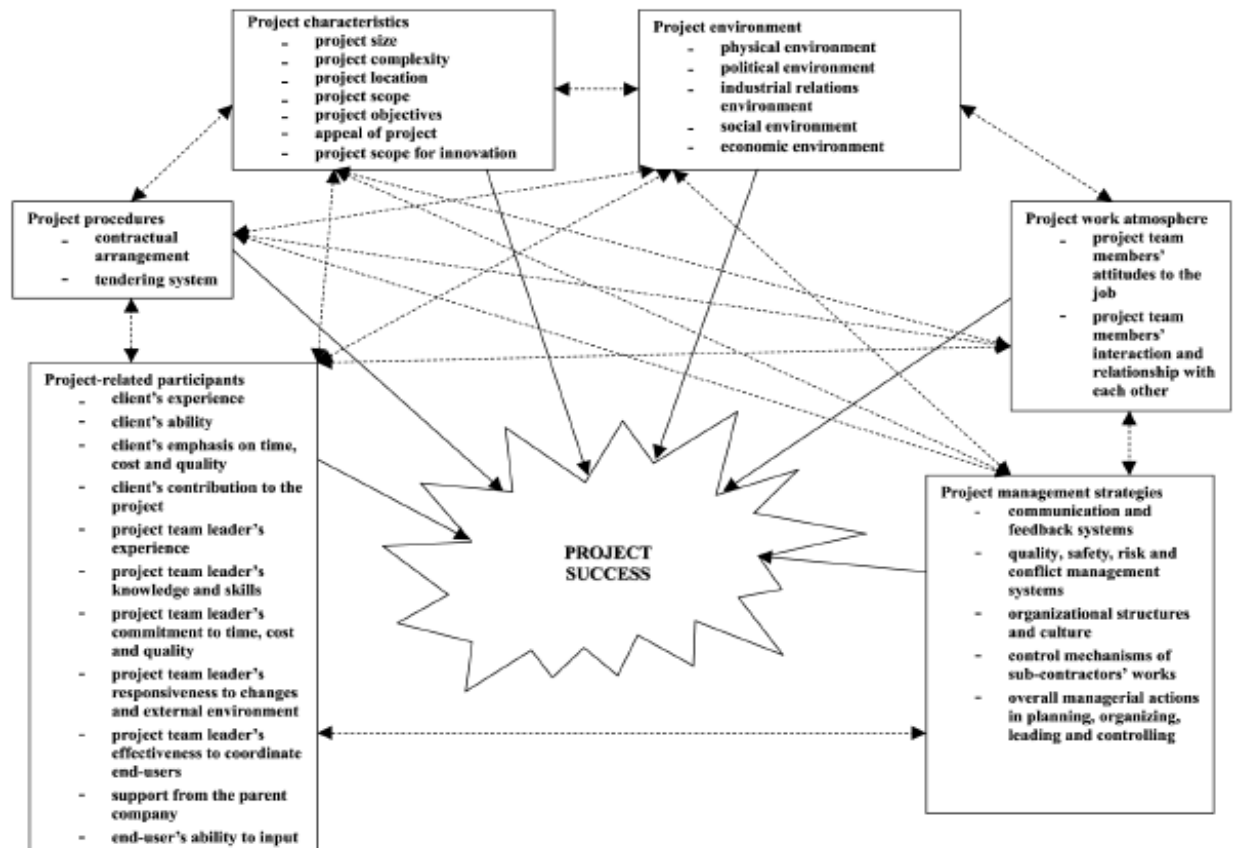 Project characteristics
- project size
- project complexity
- project location
- project scope
- project objectives
- appeal of project
- project scope for innovation
Project environment
- physical environment
- political environment
- industrial relations
environment
- social environment
- economic environment
Project procedures
- contractual
arrangement
- tendering system
Project work atmosphere
- project team
members'
attitudes to the
job
- project team
members'
interaction and
relationship with
each other
Project-related participants
- client's experience
- client's ability
- client's emphasis on time,
cost and quality
- client's contribution to the
project
- project team leader's
experience
- project team leader's
knowledge and skills
- project team leader's
commitment to time, cost
and quality
- project team leader's
responsiveness to changes
and external environment
- project team leader's
effectiveness to coordinate
end-users
- support from the parent
company
- end-user's ability to input
PROJECT
SUCCESS
Project management strategies
- communication and
feedback systems
- quality, safety, risk and
conflict management
systems
- organizational structures
and culture
- control mechanisms of
sub-contractors' works
- overall managerial actions
in planning, organizing,
leading and controlling